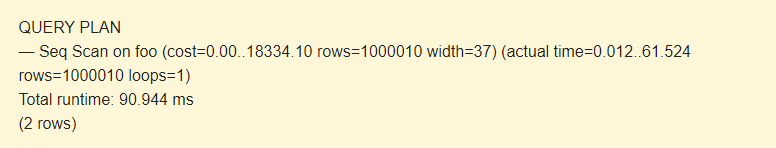 QUERY PLAN
— Seq Scan on foo (cost=0.00..18334.10 rows=1000010 width=37) (actual time=0.012..61.524
rows=1000010 loops=1)
Total runtime: 90.944 ms
(2 rows)